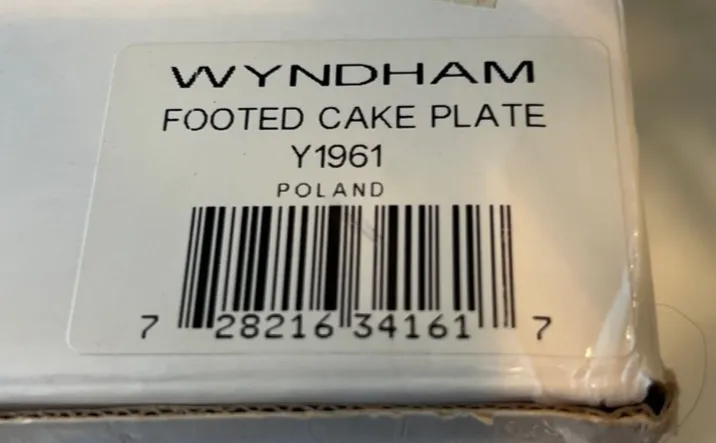 WYNDHAM
FOOTED CAKE PLATE
Y1961
POLAND
7 28216 34161 7